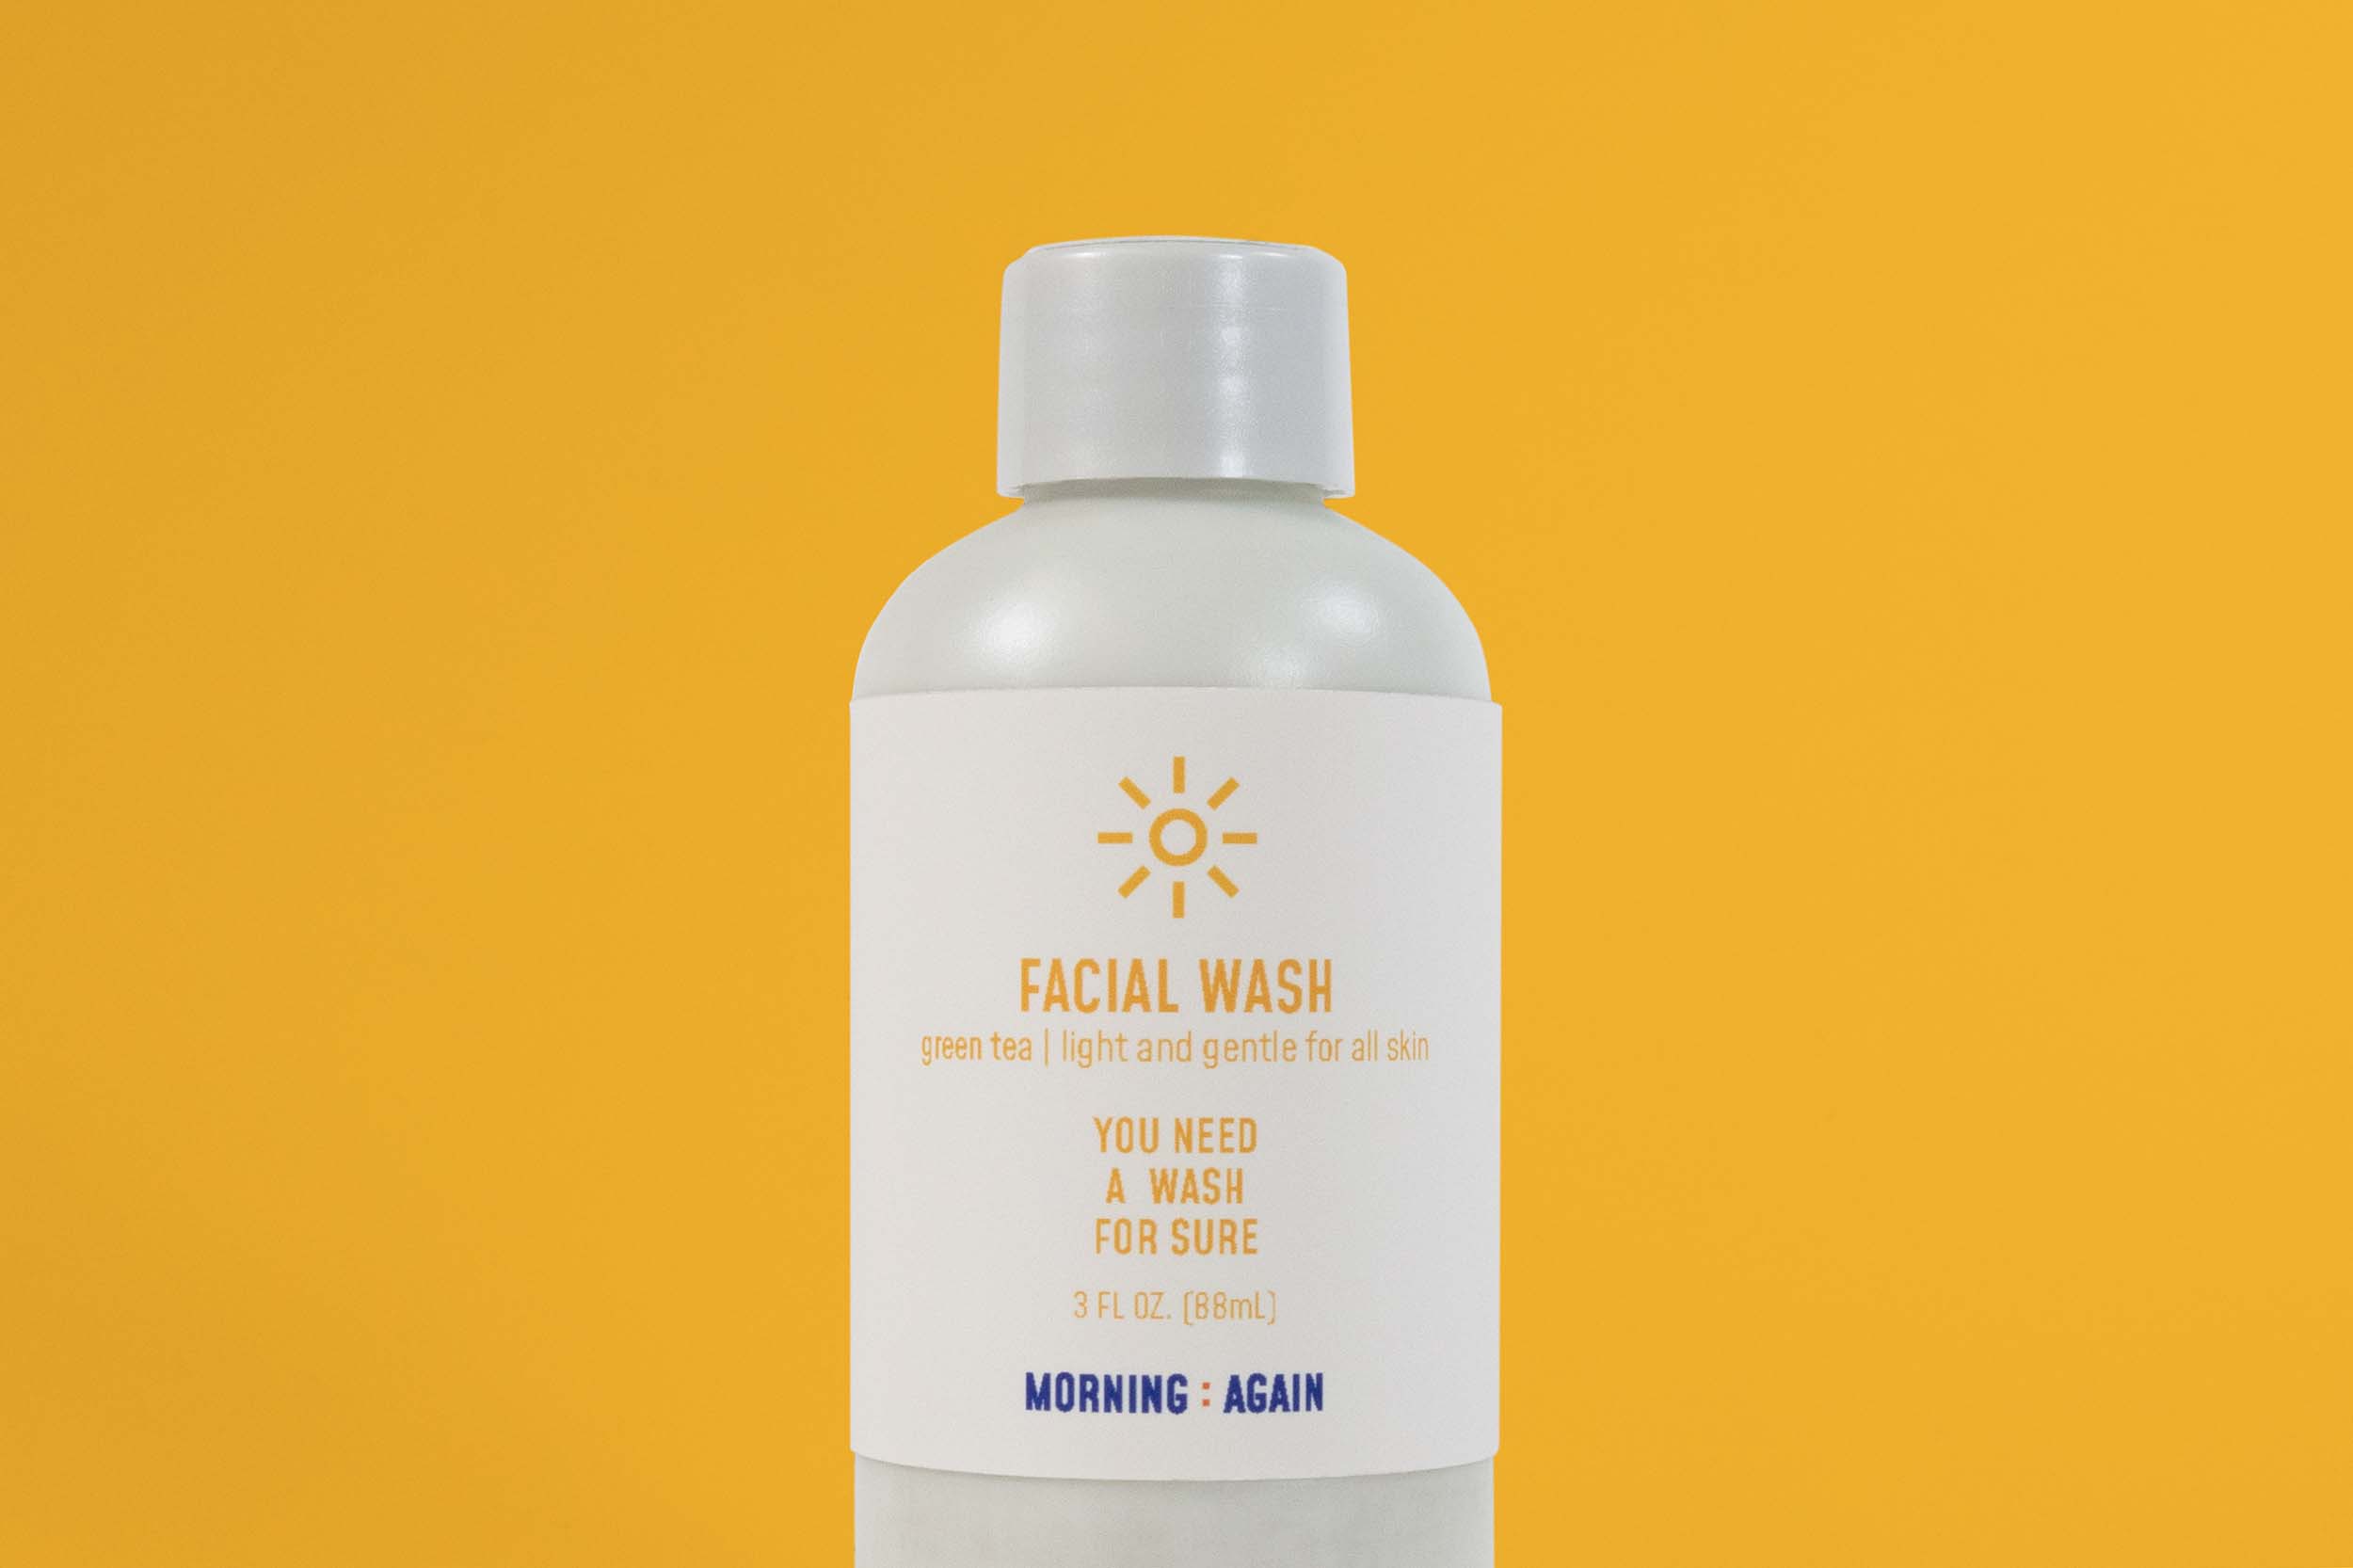 FACIAL WASH
green tea | light and gentle for all skin
YOU NEED
A WASH
FOR SURE
3 FL OZ. (88mL)
MORNING : AGAIN